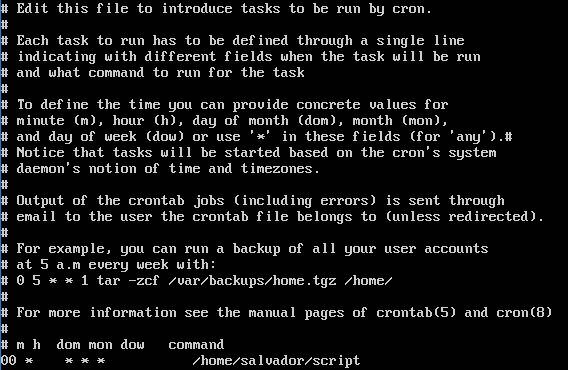 # Edit this file to introduce tasks to be run by cron.
#
# Each task to run has to be defined through a single line
# indicating with different fields when the task will be run
# and what command to run for the task
#
# To define the time you can provide concrete values for
# minute (m), hour (h), day of month (dom), month (mon),
# and day of week (dow) or use '*' in these fields (for 'any').#
# Notice that tasks will be started based on the cron's system
# daemon's notion of time and timezones.
#
# Output of the crontab jobs (including errors) is sent through
# email to the user the crontab file belongs to (unless redirected).
#
# For example, you can run a backup of all your user accounts
# at 5 a.m every week with:
# 0 5 * * 1 tar -zcf /var/backups/home.tgz /home/
#
# For more information see the manual pages of crontab(5) and cron(8)
#
# m h  dom mon dow   command
00 *    * * *           /home/salvador/script